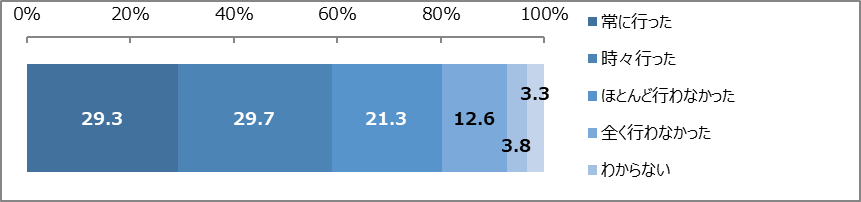 0% 20% 40% 60% 80% 100%
29.3 29.7 21.3 12.6 3.8 3.3
常に行った
時々行った
ほとんど行わなかった
全く行わなかった
わからない